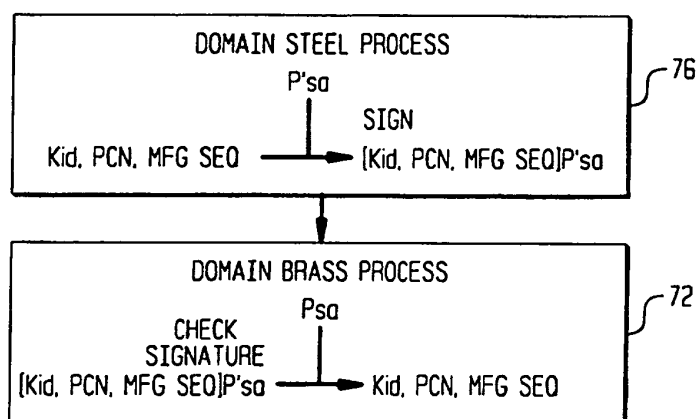 DOMAIN STEEL PROCESS
76
P'sa
SIGN
Kid, PCN, MFG SEQ
[Kid, PCN, MFG SEQ]P'sa
DOMAIN BRASS PROCESS
72
Psa
CHECK
SIGNATURE
[Kid, PCN, MFG SEQ]P'sa
Kid, PCN, MFG SEQ